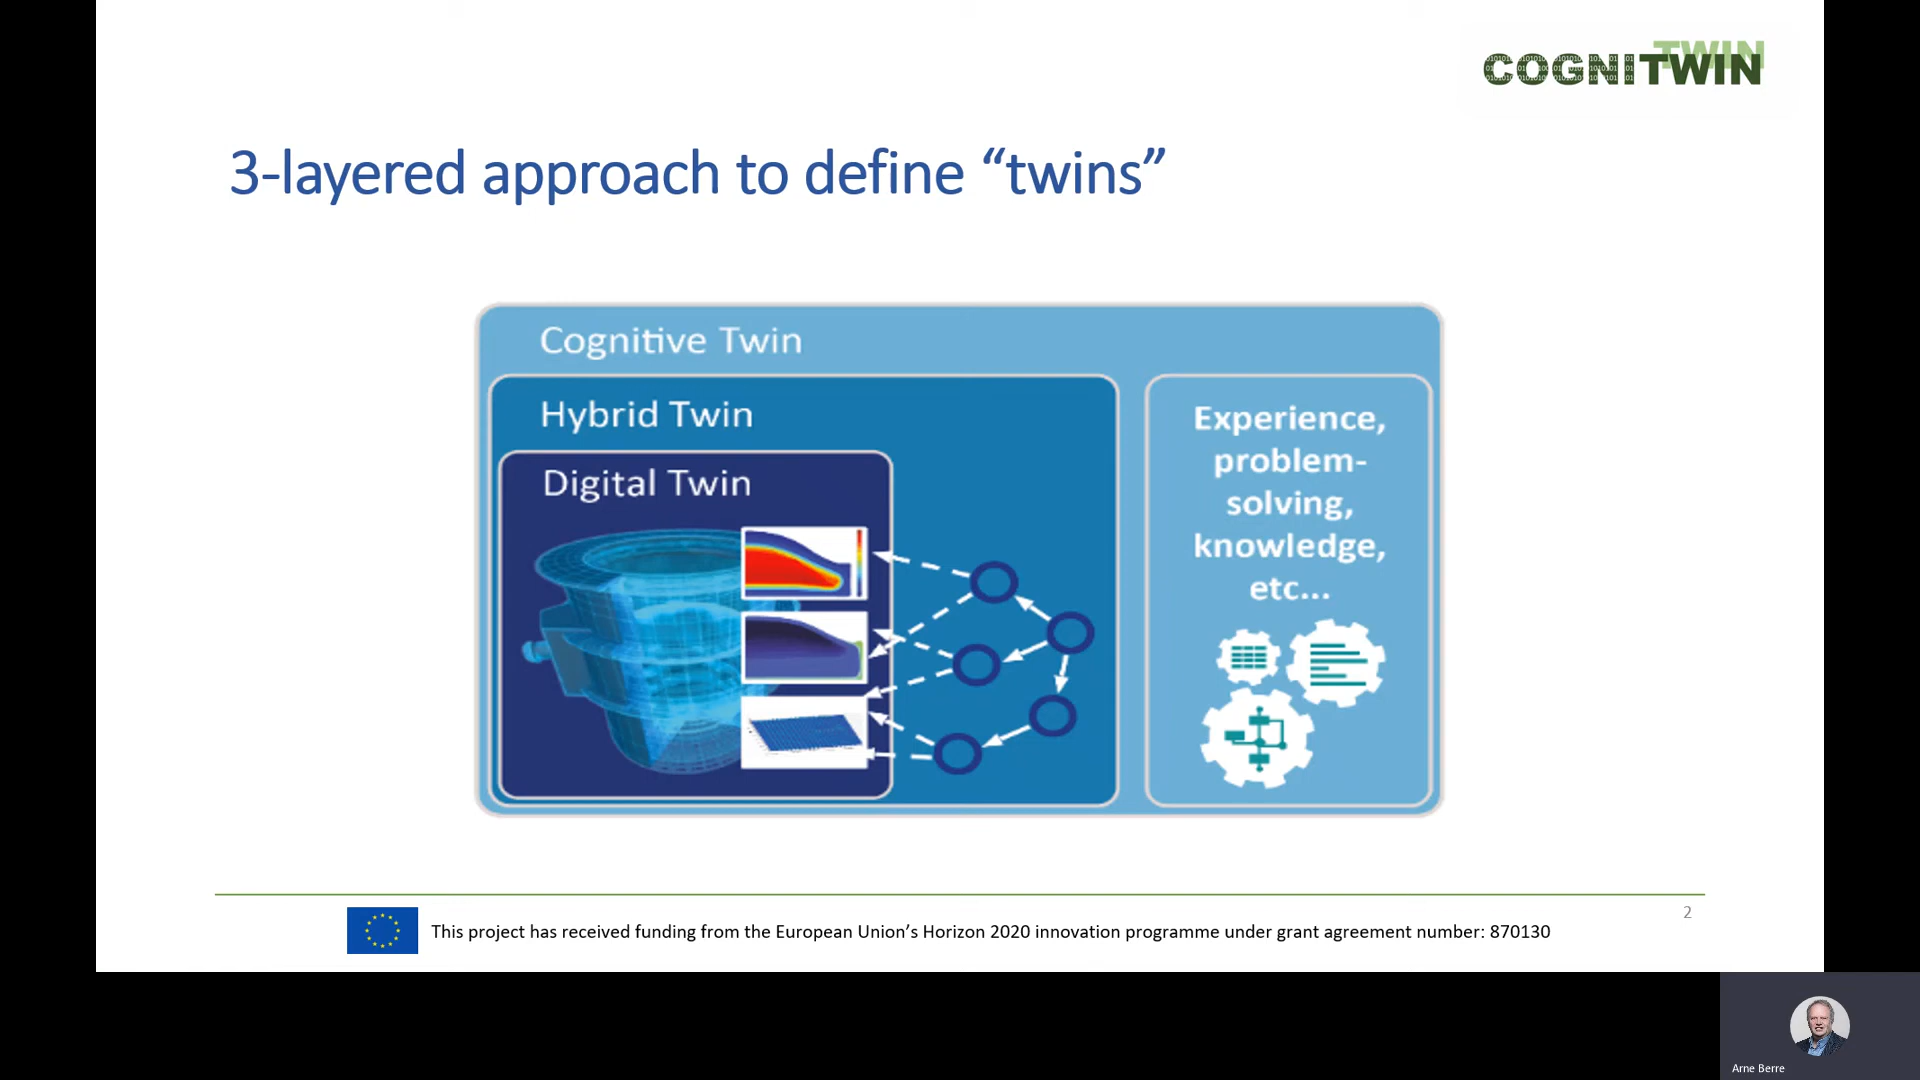 COGNITWIN
TWIN
3-layered approach to define “twins”
Cognitive Twin
Hybrid Twin
Digital Twin
Experience,
problem-
solving,
knowledge,
etc...
This project has received funding from the European Union’s Horizon 2020 innovation programme under grant agreement number: 870130
2
Arne Berre